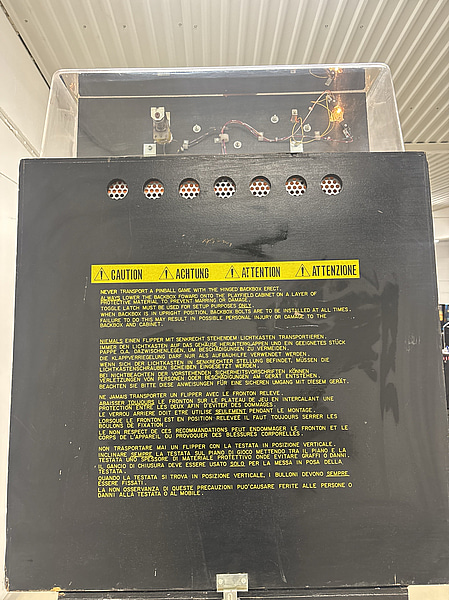 CAUTION ACHTUNG ATTENTION ATTENZIONE
NEVER TRANSPORT A PINBALL GAME WITH THE HINGED BACKBOX ERECT.
ALWAYS LOWER THE BACKBOX FOWARD ONTO THE PLAYFIELD CABINET ON A LAYER OF
PROTECTIVE MATERIAL TO PREVENT MARRING OR DAMAGE.
TOGGLE LATCH MUST BE USED FOR SETUP PURPOSES ONLY.
WHEN BACKBOX IS IN UPRIGHT POSITION, BACKBOX BOLTS ARE TO BE INSTALLED AT ALL TIMES.
FAILURE TO DO THIS MAY RESULT IN POSSIBLE PERSONAL INJURY OR DAMAGE TO THE
BACKBOX AND CABINET.
NIEMALS EINEN FLIPPER MIT SENKRECHT STEHENDEM LICHTKASTEN TRANSPORTIEREN.
IMMER DEN LICHTKASTEN AUF DAS GEHÄUSE HERUNTERKLAPPEN UND EIN GEEIGNETES STÜCK
PAPPE O.A. DAZWISCHENLEGEN, UM BESCHÄDIGUNGEN ZU VERMEIDEN.
DIE KLAPPVERRIEGELUNG DARF NUR ALS AUFBAUHILFE VERWENDET WERDEN.
WENN SICH DER LICHTKASTEN IN SENKRECHTER STELLUNG BEFINDET, MÜSSEN DIE
LICHTKASTENSCHRAUBEN SCHEIBEN EINGESETZT WERDEN.
BEI NICHTBEACHTEN DER VORSTEHENDEN SICHERHEITSVORSCHRIFTEN KÖNNEN
VERLETZUNGEN VON PERSONEN ODER BESCHÄDIGUNGEN AM GERÄT ENTSTEHEN.
BEACHTEN SIE BITTE DIESE ANWEISUNGEN FÜR EINE SICHEREN UMGANG MIT DIESEM GERÄT.
NE JAMAIS TRANSPORTER UN FLIPPER AVEC LE FRONTON RELEVE.
ABAISSER TOUJOURS LE FRONTON SUR LE PLATEAU DE JEU EN INTERCALANT UNE
PROTECTION ENTRE LES DEUX AFIN D'EVITER DES DOMMAGES.
LE VERROU ARRIERE DOIT ETRE UTILISE SEULEMENT PENDANT LE MONTAGE.
LORSQUE LE FRONTON EST EN POSITION RELEVEE IL FAUT TOUJOURS SERRER LES
BOULONS DE FIXATION.
LE NON RESPECT DE CES RECOMMANDATIONS PEUT ENDOMMAGER LE FRONTON ET LE
CORPS DE L'APPAREIL OU PROVOQUER DES BLESSURES CORPORELLES.
NON TRASPORTARE MAI UN FLIPPER CON LA TESTATA IN POSIZIONE VERTICALE.
INCLINARE SEMPRE LA TESTATA SUL PIANO DI GIOCO METTENDO TRA IL PIANO E LA
TESTATA UNO SPESSORE DI MATERIALE PROTETTIVO ONDE EVITARE GRAFFI O DANNI.
IL GANCIO DI CHIUSURA DEVE ESSERE USATO SOLO PER LA MESSA IN POSA DELLA
TESTATA.
QUANDO LA TESTATA SI TROVA IN POSIZIONE VERTICALE, I BULLONI DEVONO SEMPRE
ESSERE FISSATI.
LA NON OSSERVANZA DI QUESTE PRECAUZIONI PUO'CAUSARE FERITE ALLE PERSONE O
DANNI ALLA TESTATA O AL MOBILE.